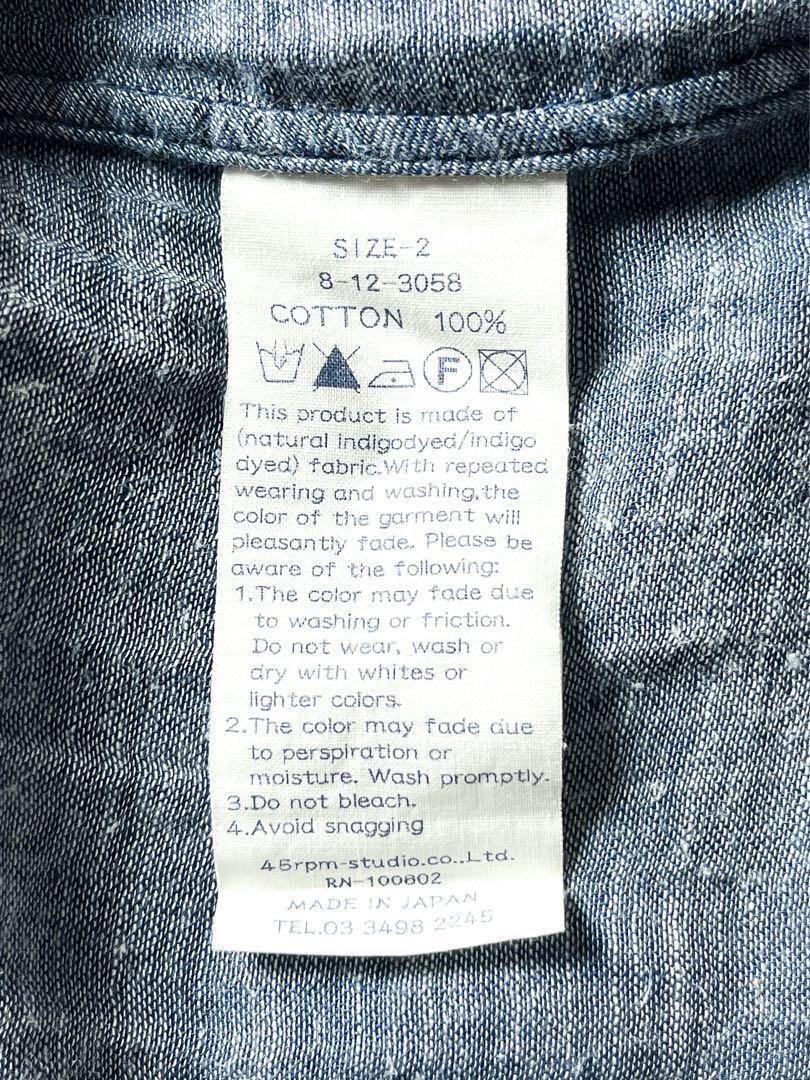 SIZE-2
8-12-3058
COTTON 100%
F
This product is made of
(natural indigodyed/indigo
dyed) fabric.With repeated
wearing and washing,the
color of the garment will
pleasantly fade. Please be
aware of the following:
1.The color may fade due
to washing or friction.
Do not wear, wash or
dry with whites or
lighter colors.
2.The color may fade due
to perspiration or
moisture. Wash promptly.
3.Do not bleach.
4.Avoid snagging
45rpm-studio.co.,Ltd.
RN-100802
MADE IN JAPAN
TEL.03 3498 2245